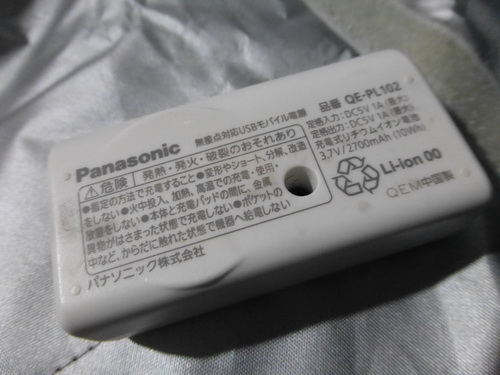 Panasonic
無接点対応USBモバイル電源
品番 QE-PL102
定格入力:DC5V 1A(最大)
定格出力:DC5V 1A(最大)
充電式リチウムイオン電池
3.7V/2700mAh(10Wh)
Li-ion 00
QEM中国製
⚠危険 発熱・発火・破裂のおそれあり
●指定の方法で充電すること●変形やショート、分解、改造
をしない●火中投入、加熱、高温での充電・使用・
放置をしない●本体と充電パッドの間に、金属
異物がはさまった状態で充電しない●ポケットの
中など、からだに触れた状態で機器へ給電しない
パナソニック株式会社